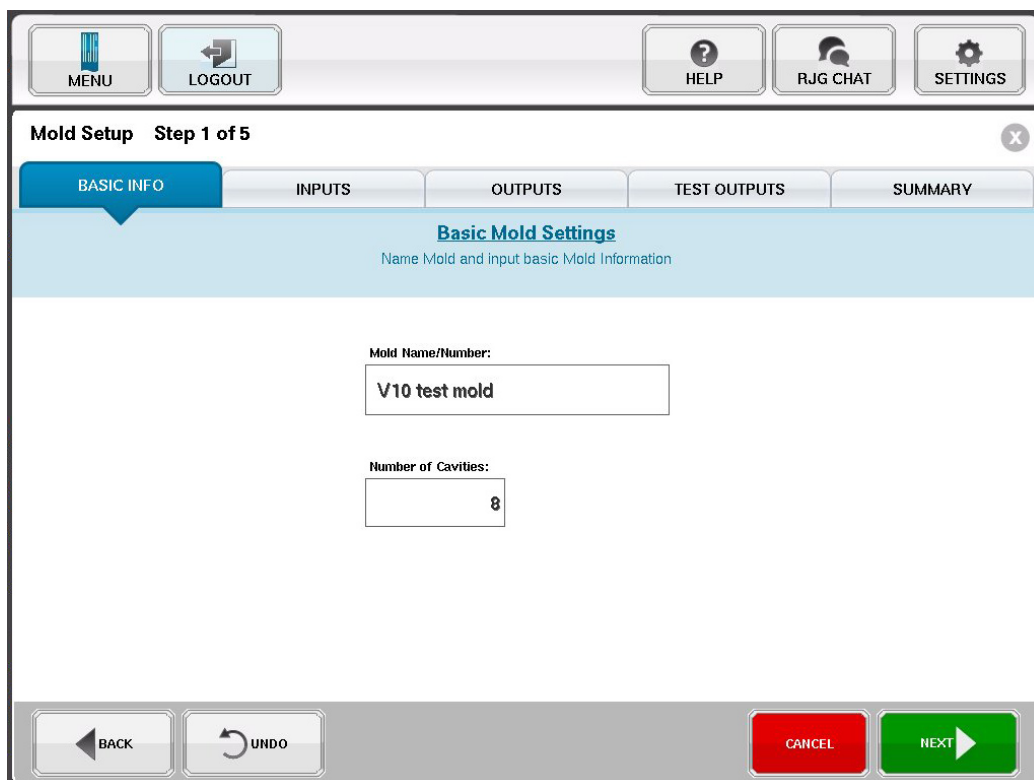 MENU
LOGOUT
HELP
RJG CHAT
SETTINGS
Mold Setup Step 1 of 5
BASIC INFO
INPUTS
OUTPUTS
TEST OUTPUTS
SUMMARY
Basic Mold Settings
Name Mold and input basic Mold Information
Mold Name/Number:
V10 test mold
Number of Cavities:
8
BACK
UNDO
CANCEL
NEXT